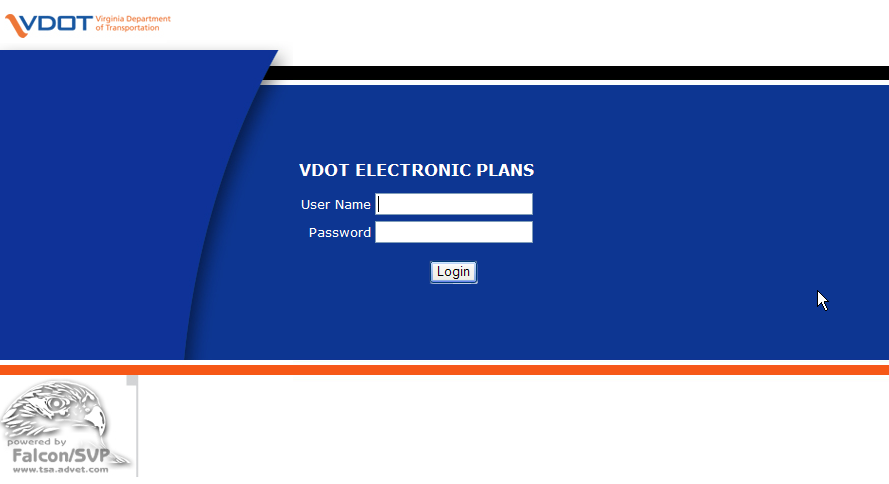 VDOT Virginia Department
of Transportation
VDOT ELECTRONIC PLANS
User Name
Password
Login
powered by
Falcon/SVP
www.tsa.advet.com